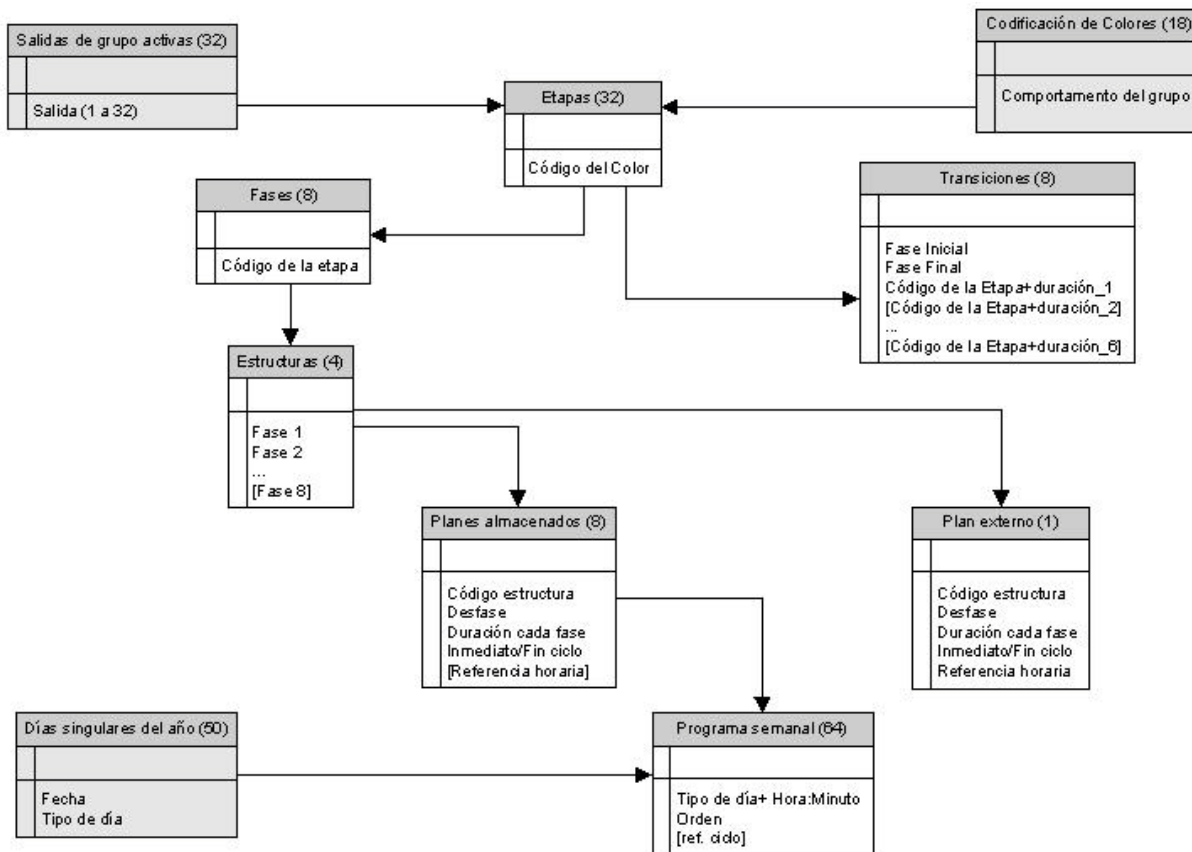 Salidas de grupo activas (32)
Salida (1 a 32)
Codificación de Colores (18)
Comportamento del grupo
Etapas (32)
Código del Color
Fases (8)
Código de la etapa
Transiciones (8)
Fase Inicial
Fase Final
Código de la Etapa+duración_1
[Código de la Etapa+duración_2]
...
[Código de la Etapa+duración_6]
Estructuras (4)
Fase 1
Fase 2
...
[Fase 8]
Planes almacenados (8)
Código estructura
Desfase
Duración cada fase
Inmediato/Fin ciclo
[Referencia horaria]
Plan externo (1)
Código estructura
Desfase
Duración cada fase
Inmediato/Fin ciclo
Referencia horaria
Días singulares del año (50)
Fecha
Tipo de día
Programa semanal (64)
Tipo de día+ Hora:Minuto
Orden
[ref. ciclo]